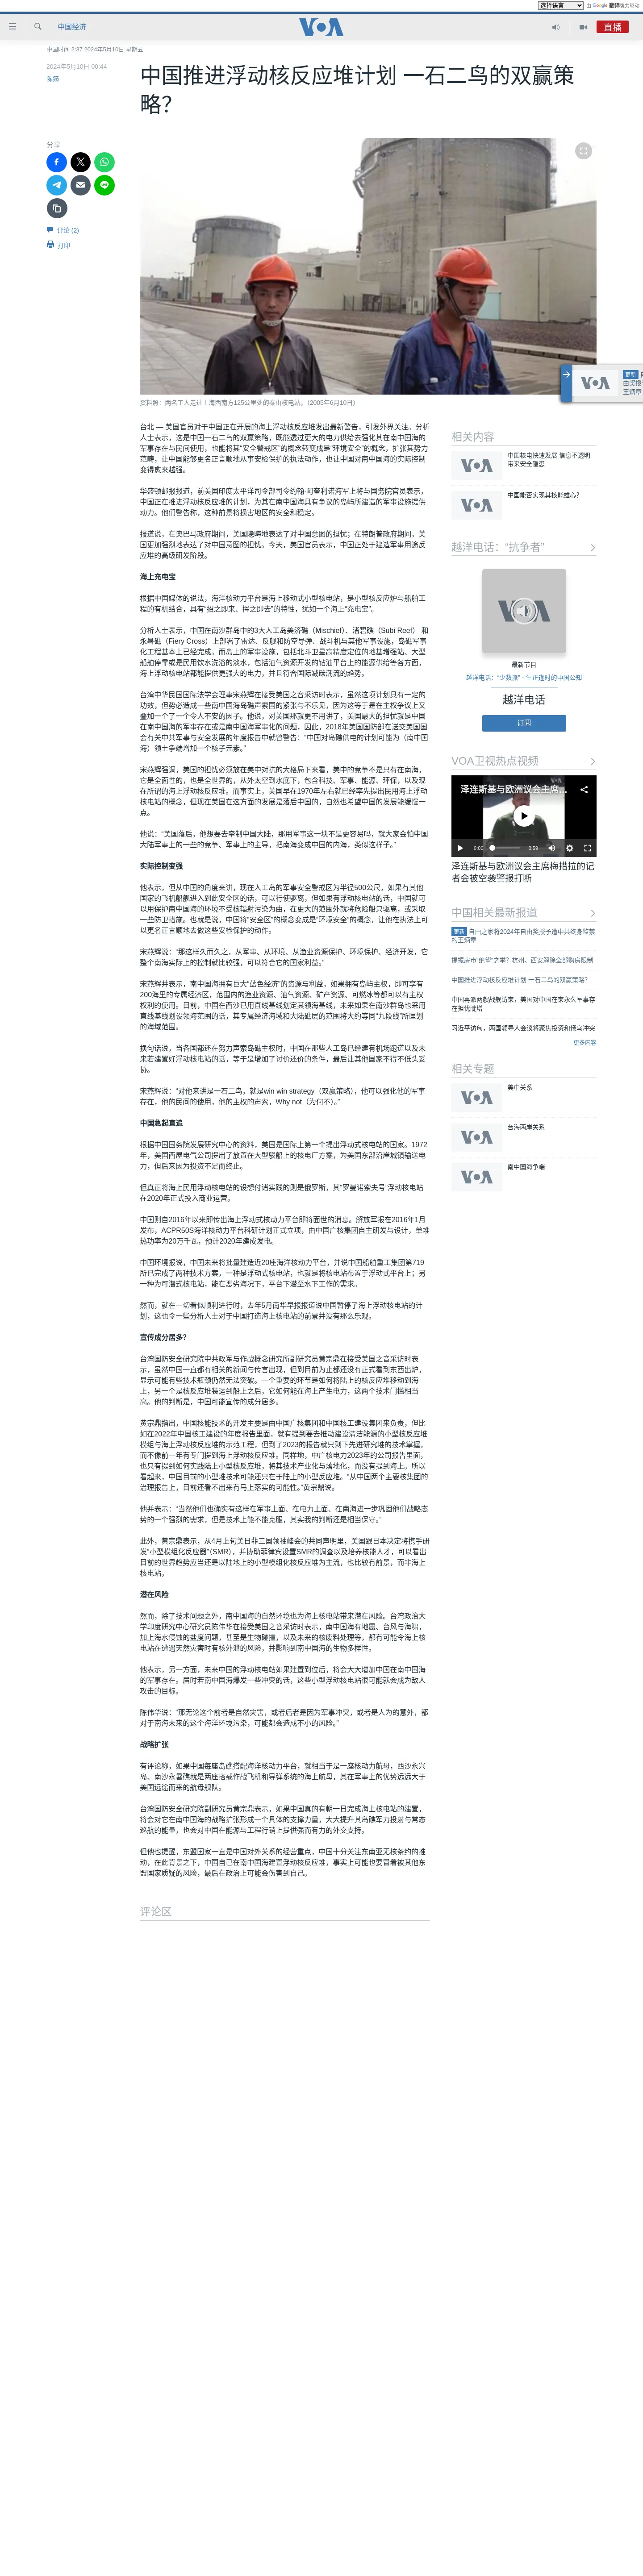 选择语言 由 Google 翻译强力驱动
中国经济
VOA
直播
中国时间 2:37 2024年5月10日 星期五
2024年5月10日 00:44
陈筠
中国推进浮动核反应堆计划 一石二鸟的双赢策
略？
分享
评论 (2)
打印
资料照：两名工人走过上海西南方125公里处的秦山核电站。（2005年6月10日）
更新
由奖授
王炳章
台北 — 美国官员对于中国正在开展的海上浮动核反应堆发出最新警告，引发外界关注。分析
人士表示，这是中国一石二鸟的双赢策略，既能透过更大的电力供给去强化其在南中国海的
军事存在与民间使用，也能将其“安全警戒区”的概念转变成是“环境安全”的概念，扩张其势力
范畴，让中国能够更名正言顺地从事安检保护的执法动作，也让中国对南中国海的实际控制
变得愈来越强。
华盛顿邮报报道，前美国印度太平洋司令部司令约翰·阿奎利诺海军上将与国务院官员表示，
中国正在推进浮动核反应堆的计划，为其在南中国海具有争议的岛屿所建造的军事设施提供
动力。他们警告称，这种前景将损害地区的安全和稳定。
报道说，在奥巴马政府期间，美国隐晦地表达了对中国意图的担忧；在特朗普政府期间，美
国更加强烈地表达了对中国意图的担忧。今天，美国官员表示，中国正处于建造军事用途反
应堆的高级研发阶段。
海上充电宝
根据中国媒体的说法，海洋核动力平台是海上移动式小型核电站，是小型核反应炉与船舶工
程的有机结合，具有“招之即来、挥之即去”的特性，犹如一个海上“充电宝”。
分析人士表示，中国在南沙群岛中的3大人工岛美济礁（Mischief）、渚碧礁（Subi Reef） 和
永暑礁（Fiery Cross）上部署了雷达、反舰和防空导弹、战斗机与其他军事设施，岛礁军事
化工程基本上已经完成。而岛上的军事设施，包括北斗卫星高精度定位的地基增强站、大型
船舶停靠或是民用饮水洗浴的淡水，包括油气资源开发的钻油平台上的能源供给等各方面，
海上浮动核电站都能提供更强大的电力，并且符合国际减碳潮流的趋势。
台湾中华民国国际法学会理事宋燕辉在接受美国之音采访时表示，虽然这项计划具有一定的
功效，但势必造成一些南中国海岛礁声索国的紧张和不乐见，因为这等于是在主权争议上又
叠加一个了一个令人不安的因子。他说，对美国那就更不用讲了，美国最大的担忧就是中国
在南中国海的军事存在或是南中国海军事化的问题，因此，2018年美国国防部在送交美国国
会有关中共军事与安全发展的年度报告中就曾警告：“中国对岛礁供电的计划可能为（南中国
海）领土争端增加一个核子元素。”
宋燕辉强调，美国的担忧必须放在美中对抗的大格局下来看，美中的竞争不是只有在南海，
它是全面性的，也是全世界的，从外太空到水底下，包含科技、军事、能源、环保，以及现
在所谓的海上浮动核反应堆。而事实上，美国早在1970年左右就已经率先提出民用海上浮动
核电站的概念，但现在美国在这方面的发展是落后中国的，自然也希望中国的发展能缓慢一
点。
他说：“美国落后，他想要去牵制中国大陆，那用军事这一块不是更容易吗，就大家会怕中国
大陆军事上的一些的竞争、军事上的主导，把南海变成中国的内海，类似这样子。”
实际控制变强
他表示，但从中国的角度来讲，现在人工岛的军事安全警戒区为半径500公尺，如果有其他
国家的飞机船舰进入到此安全区的话，可以行使驱离。但如果有浮动核电站的话，中国就可
以用保护南中国海的环境不受核辐射污染为由，在更大的范围外就将危险船只驱离，或采取
一些防卫措施。也就是说，中国将“安全区”的概念变成是“环境安全”的概念，让他在执法上可
以更名正言顺地去做这些安检保护的动作。
宋燕辉说：“那这样久而久之，从军事、从环境、从渔业资源保护、环境保护、经济开发，它
整个南海实际上的控制就比较强，可以符合它的国家利益。”
宋燕辉并表示，南中国海拥有巨大“蓝色经济”的资源与利益，如果拥有岛屿主权，即可享有
200海里的专属经济区，范围内的渔业资源、油气资源、矿产资源、可燃冰等都可以有主权
权利的使用。目前，中国在西沙已用直线基线划定其领海基线，未来如果在南沙群岛也采用
直线基线划设领海范围的话，其专属经济海域和大陆礁层的范围将大约等同“九段线”所匡划
的海域范围。
换句话说，当各国都还在努力声索岛礁主权时，中国在那些人工岛已经建有机场跑道以及未
来若建置好浮动核电站的话，等于是增加了讨价还价的条件，最后让其他国家不得不低头妥
协。
宋燕辉说：“对他来讲是一石二鸟，就是win win strategy（双赢策略），他可以强化他的军事
存在，他的民间的使用，他的主权的声索，Why not（为何不）。”
中国急起直追
根据中国国务院发展研究中心的资料，美国是国际上第一个提出浮动式核电站的国家。1972
年，美国西屋电气公司提出了放置在大型驳船上的核电厂方案，为美国东部沿岸城镇输送电
力，但后来因为投资不足而终止。
但真正将海上民用浮动核电站的设想付诸实践的则是俄罗斯，其“罗曼诺索夫号”浮动核电站
在2020年正式投入商业运营。
中国则自2016年以来即传出海上浮动式核动力平台即将面世的消息。解放军报在2016年1月
发布，ACPR50S海洋核动力平台科研计划正式立项，由中国广核集团自主研发与设计，单堆
热功率为20万千瓦，预计2020年建成发电。
中国环境报说，中国未来将批量建造近20座海洋核动力平台，并说中国船舶重工集团第719
所已完成了两种技术方案，一种是浮动式核电站，也就是将核电站布置于浮动式平台上；另
一种为可潜式核电站，能在恶劣海况下，平台下潜至水下工作的需求。
然而，就在一切看似顺利进行时，去年5月南华早报报道说中国暂停了海上浮动核电站的计
划，这也令一些分析人士对于中国打造海上核电站的前景并没有那么乐观。
宣传成分居多？
台湾国防安全研究院中共政军与作战概念研究所副研究员黄宗鼎在接受美国之音采访时表
示，虽然中国一直都有相关的新闻与传言出现，但到目前为止都还没有正式看到东西出炉，
显示可能有些技术瓶颈仍然无法突破。一个重要的环节是如何将陆上的核反应堆移动到海
上，另一个是核反应堆装运到船上之后，它如何能在海上产生电力，这两个技术门槛相当
高。他的判断是，中国可能宣传的成分居多。
黄宗鼎指出，中国核能技术的开发主要是由中国广核集团和中国核工建设集团来负责，但比
如在2022年中国核工建设的年度报告里面，就有提到要去推动建设清洁能源的小型核反应堆
模组与海上浮动核反应堆的示范工程，但到了2023的报告就只剩下先进研究堆的技术掌握，
而不像前一年有专门提到海上浮动核反应堆。同样地，中广核电力2023年的公司报告里面，
也只有提到如何实践陆上小型核反应堆，将其技术产业化与落地化，而没有提到海上。所以
看起来，中国目前的小型堆技术可能还只在于陆上的小型反应堆。“从中国两个主要核集团的
治理报告上，目前还看不出来有马上落实的可能性。”黄宗鼎说。
他并表示：“当然他们也确实有这样在军事上面、在电力上面、在南海进一步巩固他们战略态
势的一个强烈的需求，但是技术上能不能克服，其实我的判断还是相当保守。”
此外，黄宗鼎表示，从4月上旬美日菲三国领袖峰会的共同声明里，美国跟日本决定将携手研
发“小型模组化反应器”（SMR），并协助菲律宾设置SMR的调查以及培养核能人才，可以看出
目前的世界趋势应当还是以陆地上的小型模组化核反应堆为主流，也比较有前景，而非海上
核电站。
潜在风险
然而，除了技术问题之外，南中国海的自然环境也为海上核电站带来潜在风险。台湾政治大
学印度研究中心研究员陈伟华在接受美国之音采访时表示，南中国海有地震、台风与海啸，
加上海水侵蚀的盐度问题，甚至是生物碰撞，以及未来的核废料处理等，都有可能令海上核
电站在遭遇天然灾害时有核外泄的风险，并影响到南中国海的生物多样性。
他表示，另一方面，未来中国的浮动核电站如果建置到位后，将会大大增加中国在南中国海
的军事存在。届时若南中国海爆发一些冲突的话，这些小型浮动核电站很可能就会成为敌人
攻击的目标。
陈伟华说：“那无论这个前者是自然灾害，或者后者是因为军事冲突，或者是人为的意外，都
对于南海未来的这个海洋环境污染，可能都会造成不小的风险。”
战略扩张
有评论称，如果中国每座岛礁搭配海洋核动力平台，就相当于是一座核动力航母，西沙永兴
岛、南沙永暑礁就是两座搭载作战飞机和导弹系统的海上航母，其在军事上的优势远远大于
美国远途而来的航母舰队。
台湾国防安全研究院副研究员黄宗鼎表示，如果中国真的有朝一日完成海上核电站的建置，
将会对它在南中国海的战略扩张形成一个具体的支撑力量，大大提升其岛礁军力投射与常态
巡航的能量，也会对中国在能源与工程行销上提供强而有力的外交支持。
但他也提醒，东盟国家一直是中国对外关系的经营重点，中国十分关注东南亚无核条约的推
动，在此背景之下，中国自己在南中国海建置浮动核反应堆，事实上可能也要冒着被其他东
盟国家质疑的风险，最后在政治上可能会伤害到自己。
评论区
相关内容
中国核电快速发展 信息不透明
带来安全隐患
中国能否实现其核能雄心？
越洋电话：“抗争者”
最新节目
越洋电话：“少数派” - 生正逢时的中国公知
越洋电话
订阅
VOA卫视热点视频
泽连斯基与欧洲议会主席...
0:00
0:56
泽连斯基与欧洲议会主席梅措拉的记
者会被空袭警报打断
中国相关最新报道
更新 自由之家将2024年自由奖授予遭中共终身监禁
的王炳章
提振房市“绝望”之举？杭州、西安解除全部购房限制
中国推进浮动核反应堆计划 一石二鸟的双赢策略？
中国再派两艘战舰访柬，美国对中国在柬永久军事存
在担忧陡增
习近平访匈，两国领导人会谈将聚焦投资和俄乌冲突
更多内容
相关专题
美中关系
台海两岸关系
南中国海争端